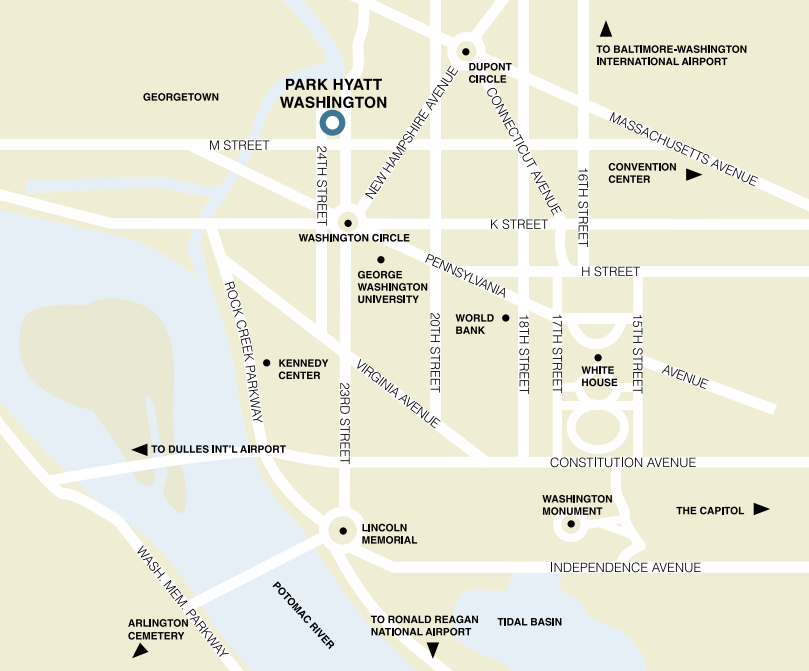 TO BALTIMORE-WASHINGTON
INTERNATIONAL AIRPORT
DUPONT
CIRCLE
PARK HYATT
WASHINGTON
GEORGETOWN
M STREET
24TH STREET
NEW HAMPSHIRE AVENUE
CONNECTICUT AVENUE
MASSACHUSETTS AVENUE
CONVENTION
CENTER
16TH STREET
K STREET
WASHINGTON CIRCLE
H STREET
PENNSYLVANIA
GEORGE
WASHINGTON
UNIVERSITY
ROCK CREEK PARKWAY
WORLD
BANK
20TH STREET
18TH STREET
17TH STREET
15TH STREET
KENNEDY
CENTER
WHITE
HOUSE
AVENUE
VIRGINIA AVENUE
23RD STREET
TO DULLES INT'L AIRPORT
CONSTITUTION AVENUE
WASHINGTON
MONUMENT
THE CAPITOL
LINCOLN
MEMORIAL
INDEPENDENCE AVENUE
WASH. MEM. PARKWAY
POTOMAC RIVER
ARLINGTON
CEMETERY
TO RONALD REAGAN
NATIONAL AIRPORT
TIDAL BASIN